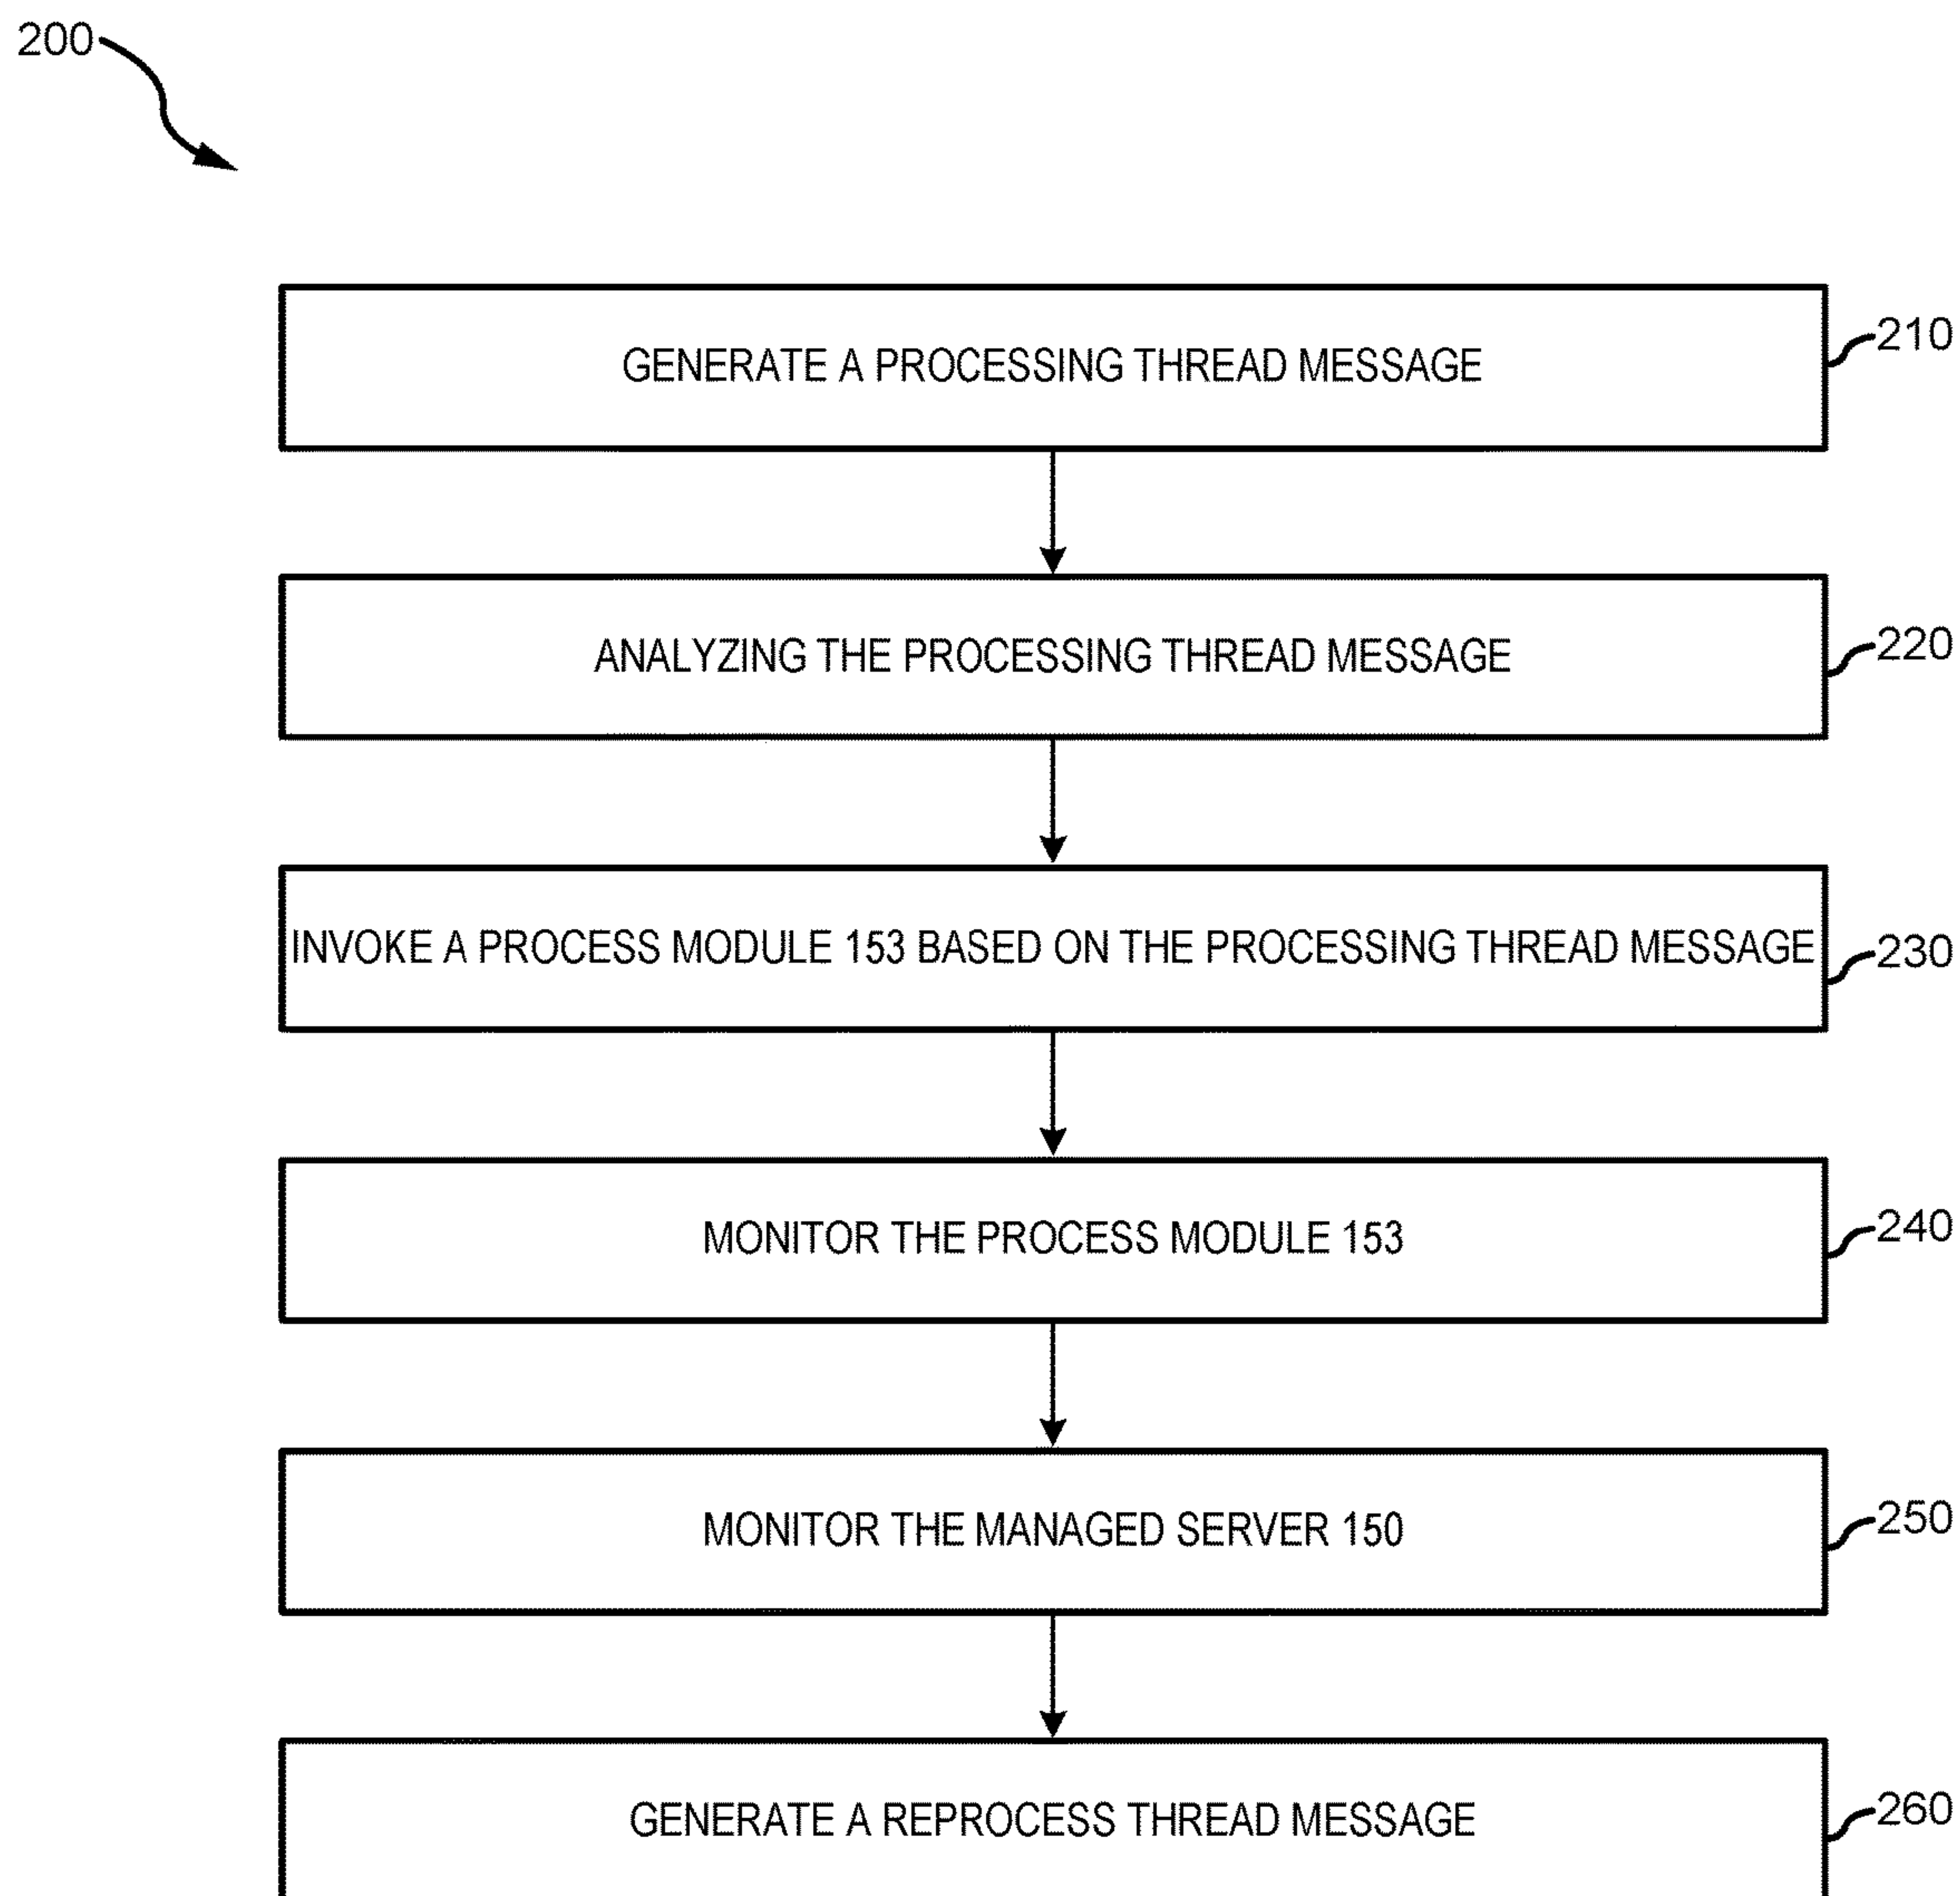 200
GENERATE A PROCESSING THREAD MESSAGE
210
ANALYZING THE PROCESSING THREAD MESSAGE
220
INVOKE A PROCESS MODULE 153 BASED ON THE PROCESSING THREAD MESSAGE
230
MONITOR THE PROCESS MODULE 153
240
MONITOR THE MANAGED SERVER 150
250
GENERATE A REPROCESS THREAD MESSAGE
260